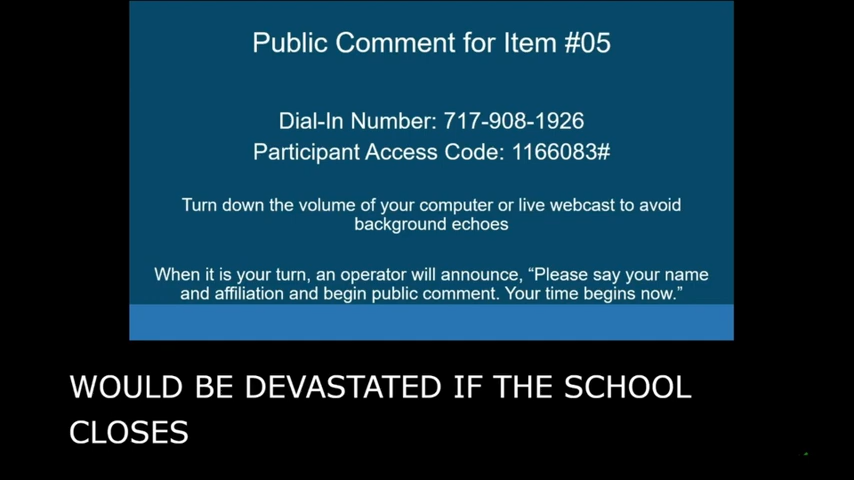 Public Comment for Item #05
Dial-In Number: 717-908-1926
Participant Access Code: 1166083#
Turn down the volume of your computer or live webcast to avoid
background echoes
When it is your turn, an operator will announce, “Please say your name
and affiliation and begin public comment. Your time begins now.”
WOULD BE DEVASTATED IF THE SCHOOL
CLOSES